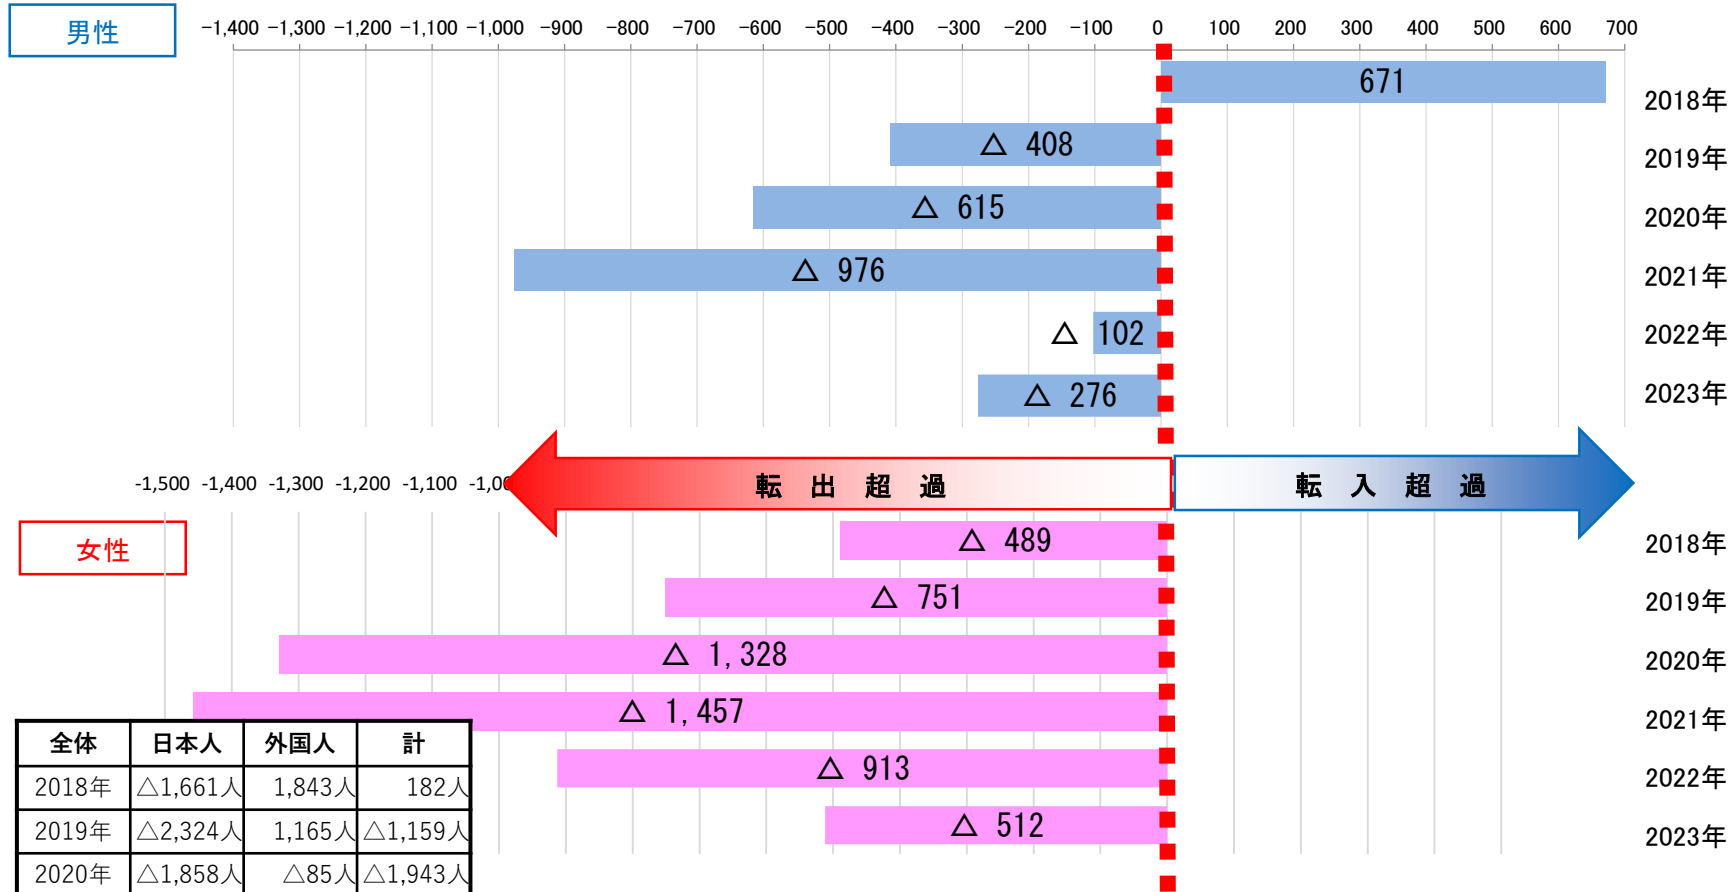 男性
-1,400 -1,300 -1,200 -1,100 -1,000 -900 -800 -700 -600 -500 -400 -300 -200 -100 0 100 200 300 400 500 600 700
671 2018年
△ 408 2019年
△ 615 2020年
△ 976 2021年
△ 102 2022年
△ 276 2023年
-1,500 -1,400 -1,300 -1,200 -1,100 -1,00
転出超過 転入超過
女性
△ 489 2018年
△ 751 2019年
△ 1,328 2020年
△ 1,457 2021年
△ 913 2022年
△ 512 2023年
全体 日本人 外国人 計
2018年 △1,661人 1,843人 182人
2019年 △2,324人 1,165人 △1,159人
2020年 △1,858人 △85人 △1,943人